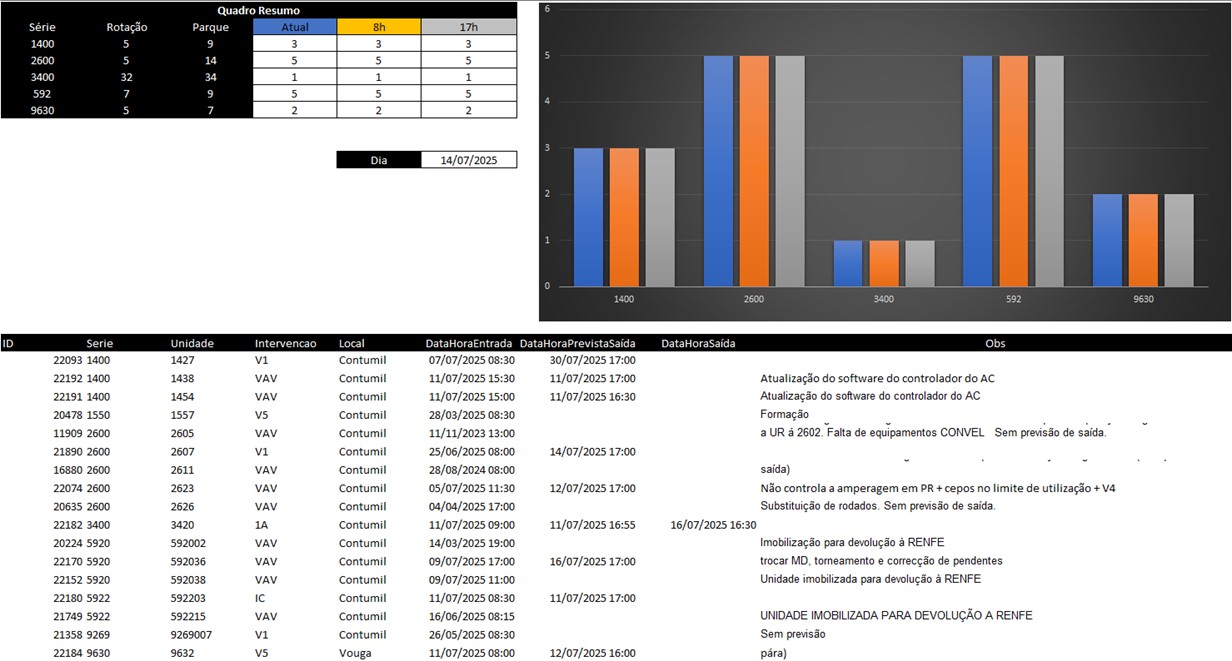 Quadro Resumo
Série Rotação Parque Atual 8h 17h
1400 5 9 3 3 3
2600 5 14 5 5 5
3400 32 34 1 1 1
592 7 9 5 5 5
9630 5 7 2 2 2
Dia 14/07/2025
6
5
4
3
2
1
0
1400 2600 3400 592 9630
ID Serie Unidade Intervencao Local DataHoraEntrada DataHoraPrevistaSaída DataHoraSaída Obs
22093 1400 1427 V1 Contumil 07/07/2025 08:30 30/07/2025 17:00
22192 1400 1438 VAV Contumil 11/07/2025 15:30 11/07/2025 17:00 Atualização do software do controlador do AC
22191 1400 1454 VAV Contumil 11/07/2025 15:00 11/07/2025 16:30 Atualização do software do controlador do AC
20478 1550 1557 V5 Contumil 28/03/2025 08:30 Formação
11909 2600 2605 VAV Contumil 11/11/2023 13:00 a UR á 2602. Falta de equipamentos CONVEL Sem previsão de saída.
21890 2600 2607 V1 Contumil 25/06/2025 08:00 14/07/2025 17:00
16880 2600 2611 VAV Contumil 28/08/2024 08:00 saída)
22074 2600 2623 VAV Contumil 05/07/2025 11:30 12/07/2025 17:00 Não controla a amperagem em PR + cepos no limite de utilização + V4
20635 2600 2626 VAV Contumil 04/04/2025 17:00 Substituição de rodados. Sem previsão de saída.
22182 3400 3420 1A Contumil 11/07/2025 09:00 11/07/2025 16:55 16/07/2025 16:30
20224 5920 592002 VAV Contumil 14/03/2025 19:00 Imobilização para devolução à RENFE
22170 5920 592036 VAV Contumil 09/07/2025 17:00 16/07/2025 17:00 trocar MD, torneamento e correcção de pendentes
22152 5920 592038 VAV Contumil 09/07/2025 11:00 Unidade imobilizada para devolução à RENFE
22180 5922 592203 IC Contumil 11/07/2025 08:30 11/07/2025 17:00
21749 5922 592215 VAV Contumil 16/06/2025 08:15 UNIDADE IMOBILIZADA PARA DEVOLUÇÃO A RENFE
21358 9269 9269007 V1 Contumil 26/05/2025 08:30 Sem previsão
22184 9630 9632 V5 Vouga 11/07/2025 08:00 12/07/2025 16:00 pára)